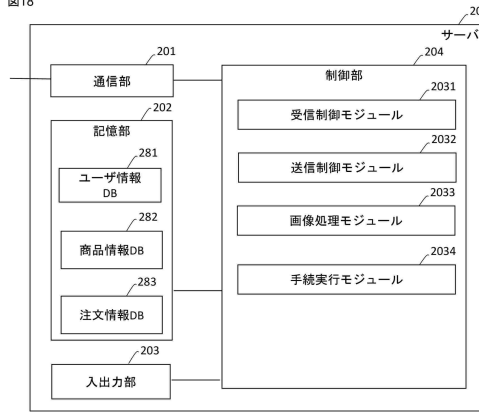 図18
20
サーバ
201
通信部
202
記憶部
281
ユーザ情報
DB
282
商品情報DB
283
注文情報DB
203
入出力部
204
制御部
2031
受信制御モジュール
2032
送信制御モジュール
2033
画像処理モジュール
2034
手続実行モジュール